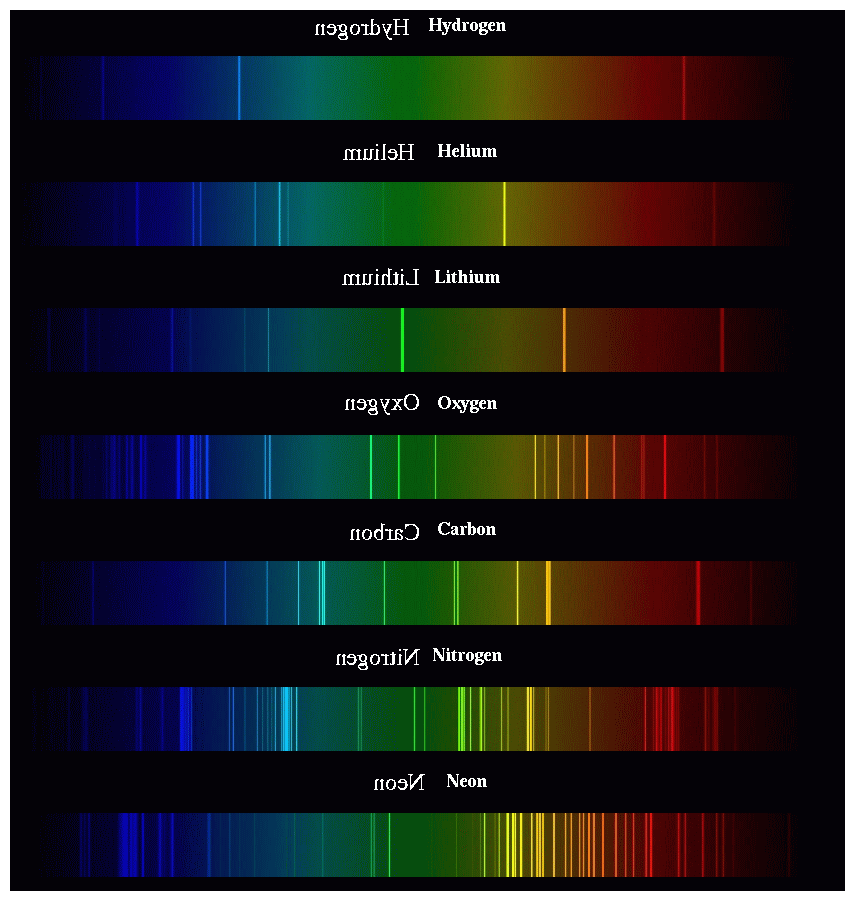 Hydrogen Hydrogen
Helium Helium
Lithium Lithium
Oxygen Oxygen
Carbon Carbon
Nitrogen Nitrogen
Neon Neon